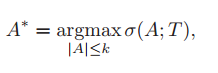 A* = argmax σ(A; T),
|A|≤k